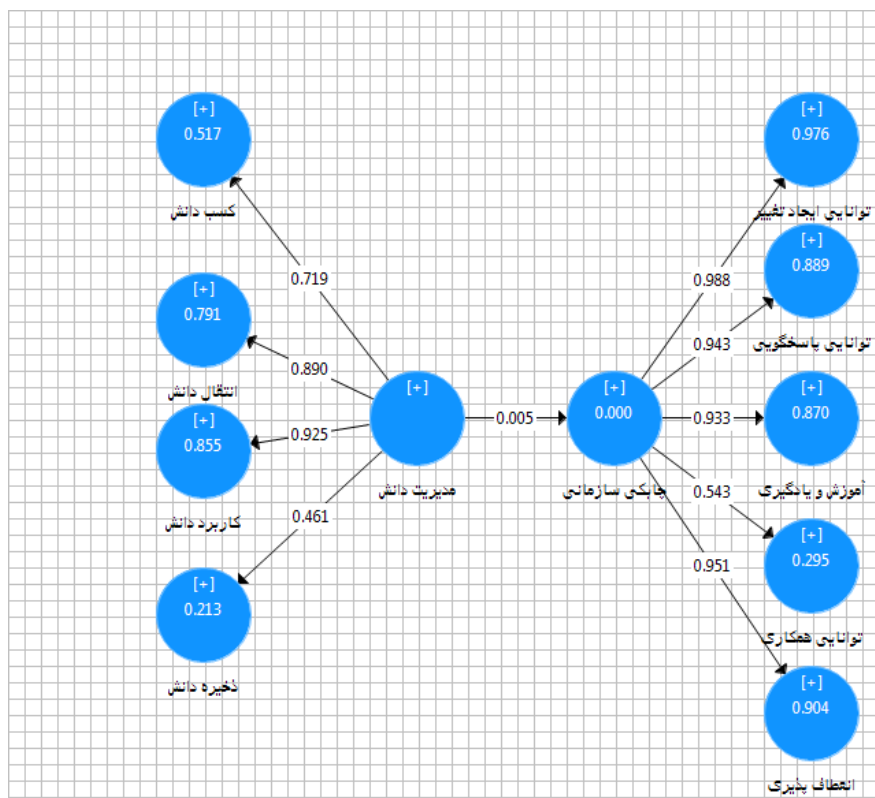 [+]
0.517
کسب دانش
[+]
0.791
انتقال دانش
[+]
0.855
کاربرد دانش
[+]
0.213
ذخیره دانش
0.719
0.890
0.925
0.461
[+]
مدیریت دانش
0.005
[+]
0.000
چابکی سازمانی
0.988
0.943
0.933
0.543
0.951
[+]
0.976
توانایی ایجاد تغییر
[+]
0.889
توانایی پاسخگویی
[+]
0.870
آموزش و یادگیری
[+]
0.295
توانایی همکاری
[+]
0.904
انعطاف پذیری